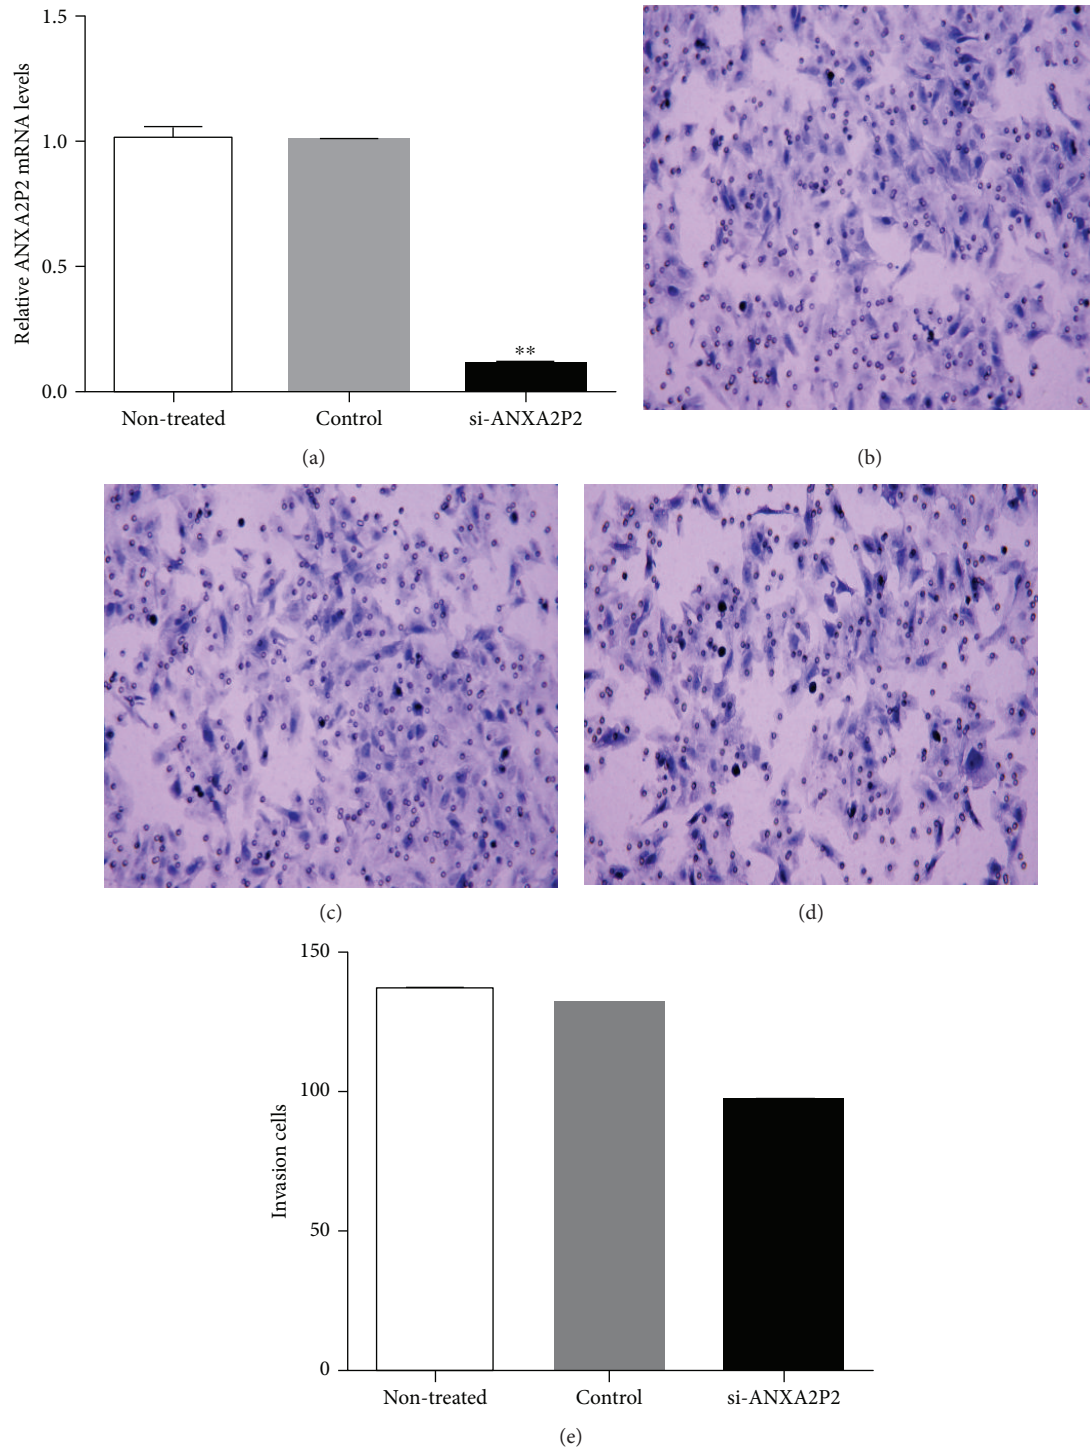 Relative ANXA2P2 mRNA levels
1.5
1.0
0.5
0.0
**
Non-treated
Control
si-ANXA2P2
(a)
(b)
(c)
(d)
Invasion cells
150
100
50
0
Non-treated
Control
si-ANXA2P2
(e)